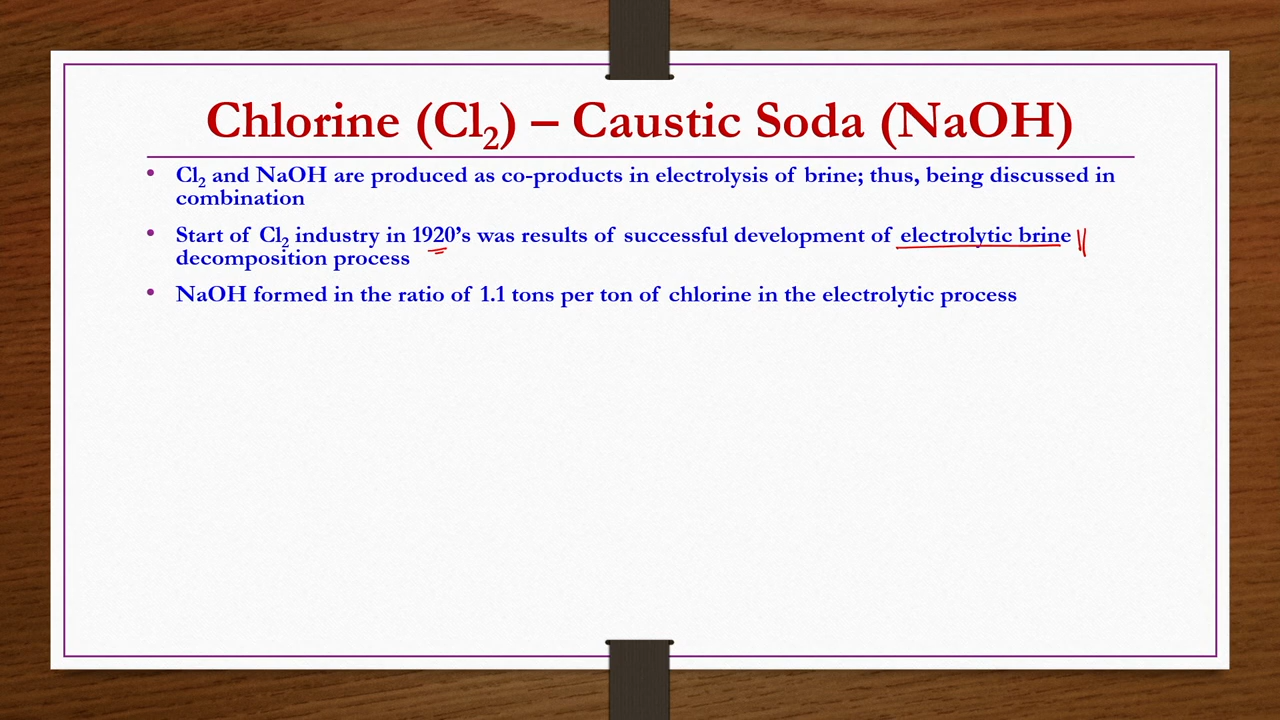 Chlorine (Cl₂) – Caustic Soda (NaOH)
• Cl₂ and NaOH are produced as co-products in electrolysis of brine; thus, being discussed in
combination
• Start of Cl₂ industry in 1920's was results of successful development of electrolytic brine
decomposition process
• NaOH formed in the ratio of 1.1 tons per ton of chlorine in the electrolytic process